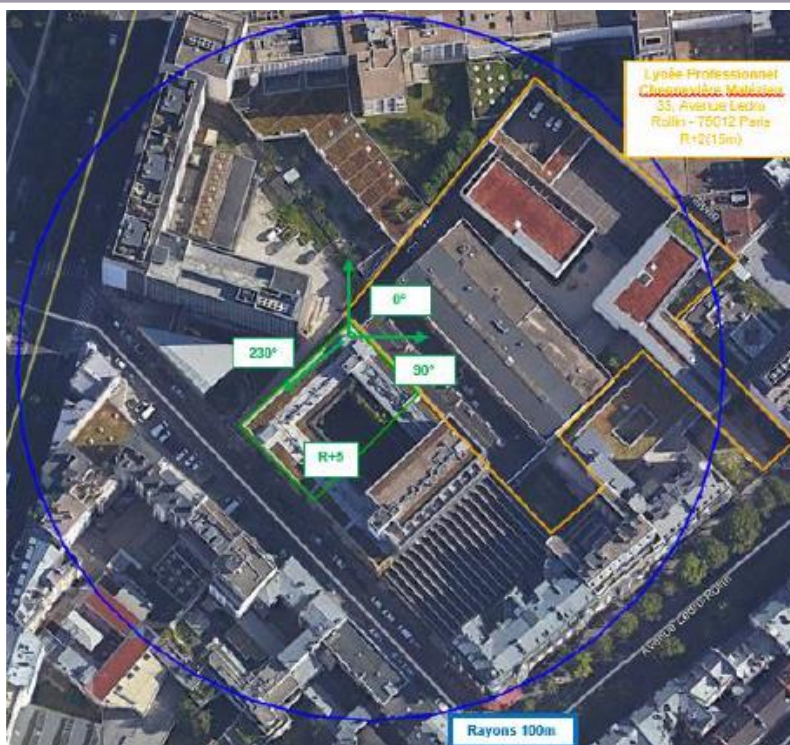 Lycée Professionnel
Chennevière Malézieux
33, Avenue Ledru
Rollin - 75012 Paris
R+2(15m)
0°
230°
90°
R+5
Avenue Ledru Rollin
Rayons 100m